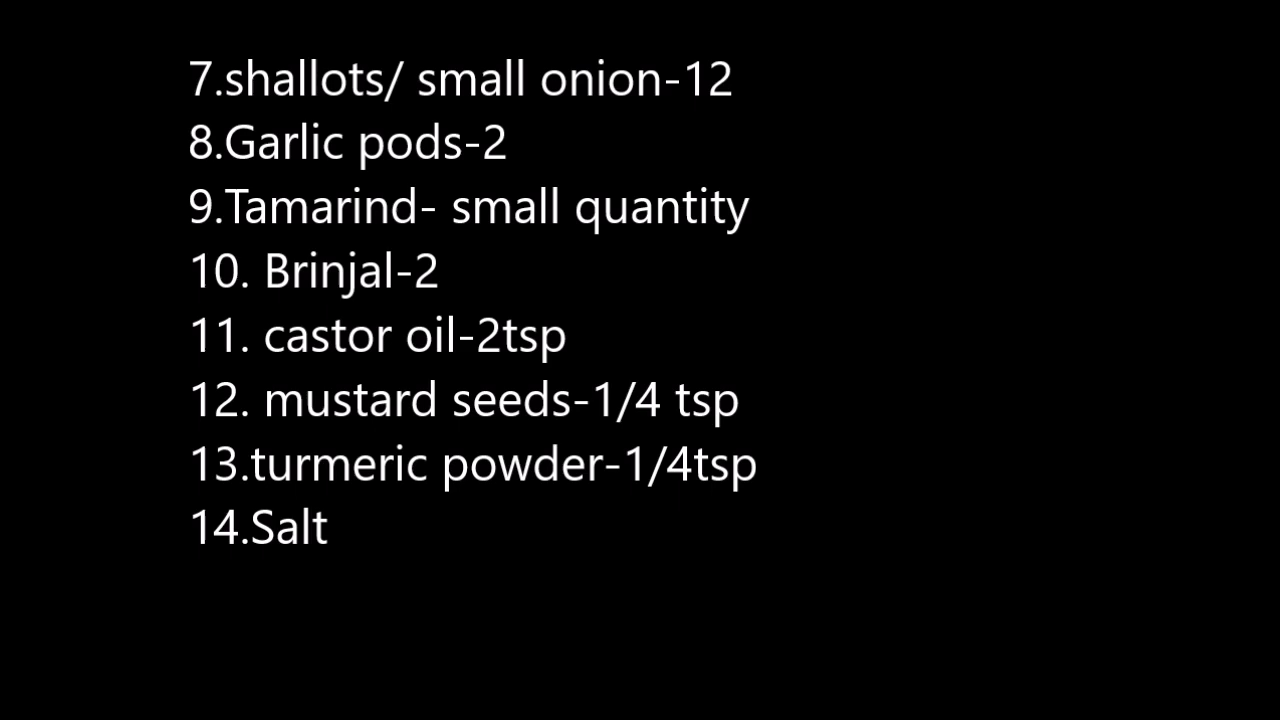 7.shallots/ small onion-12
8.Garlic pods-2
9.Tamarind- small quantity
10. Brinjal-2
11. castor oil-2tsp
12. mustard seeds-1/4 tsp
13.turmeric powder-1/4tsp
14.Salt